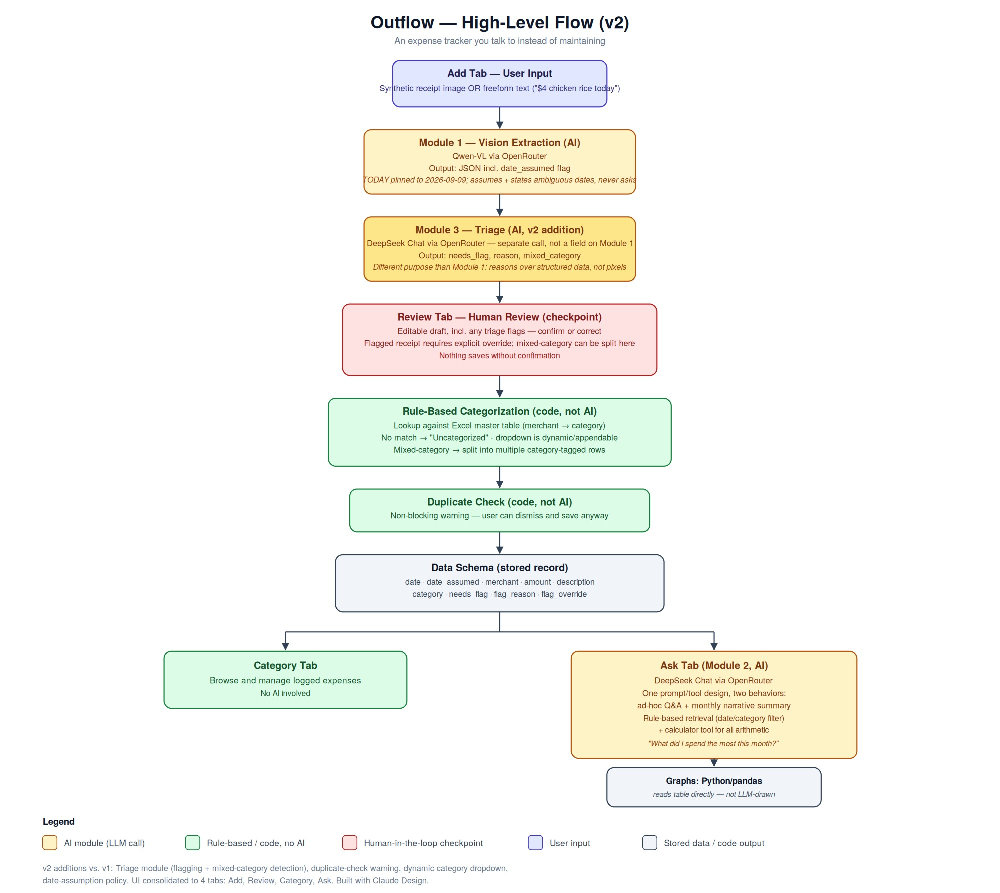 Outflow — High-Level Flow (v2)
An expense tracker you talk to instead of maintaining
Add Tab — User Input
Synthetic receipt image OR freeform text ("$4 chicken rice today")
Module 1 — Vision Extraction (AI)
Qwen-VL via OpenRouter
Output: JSON incl. date_assumed flag
TODAY pinned to 2026-09-09; assumes + states ambiguous dates, never asks
Module 3 — Triage (AI, v2 addition)
DeepSeek Chat via OpenRouter — separate call, not a field on Module 1
Output: needs_flag, reason, mixed_category
Different purpose than Module 1: reasons over structured data, not pixels
Review Tab — Human Review (checkpoint)
Editable draft, incl. any triage flags — confirm or correct
Flagged receipt requires explicit override; mixed-category can be split here
Nothing saves without confirmation
Rule-Based Categorization (code, not AI)
Lookup against Excel master table (merchant → category)
No match → "Uncategorized" · dropdown is dynamic/appendable
Mixed-category → split into multiple category-tagged rows
Duplicate Check (code, not AI)
Non-blocking warning — user can dismiss and save anyway
Data Schema (stored record)
date · date_assumed · merchant · amount · description
category · needs_flag · flag_reason · flag_override
Category Tab
Browse and manage logged expenses
No AI involved
Ask Tab (Module 2, AI)
DeepSeek Chat via OpenRouter
One prompt/tool design, two behaviors:
ad-hoc Q&A + monthly narrative summary
Rule-based retrieval (date/category filter)
+ calculator tool for all arithmetic
"What did I spend the most this month?"
Graphs: Python/pandas
reads table directly — not LLM-drawn
Legend
AI module (LLM call)
Rule-based / code, no AI
Human-in-the-loop checkpoint
User input
Stored data / code output
v2 additions vs. v1: Triage module (flagging + mixed-category detection), duplicate-check warning, dynamic category dropdown,
date-assumption policy. UI consolidated to 4 tabs: Add, Review, Category, Ask. Built with Claude Design.